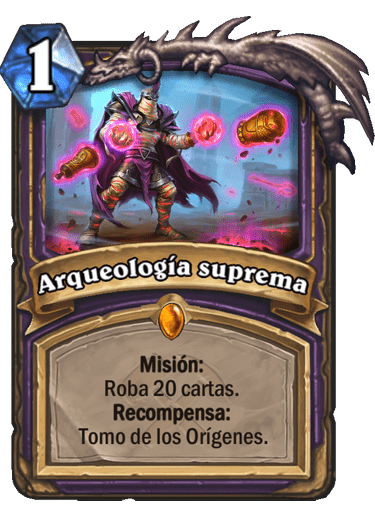 1
Arqueología suprema
Misión:
Roba 20 cartas.
Recompensa:
Tomo de los Orígenes.